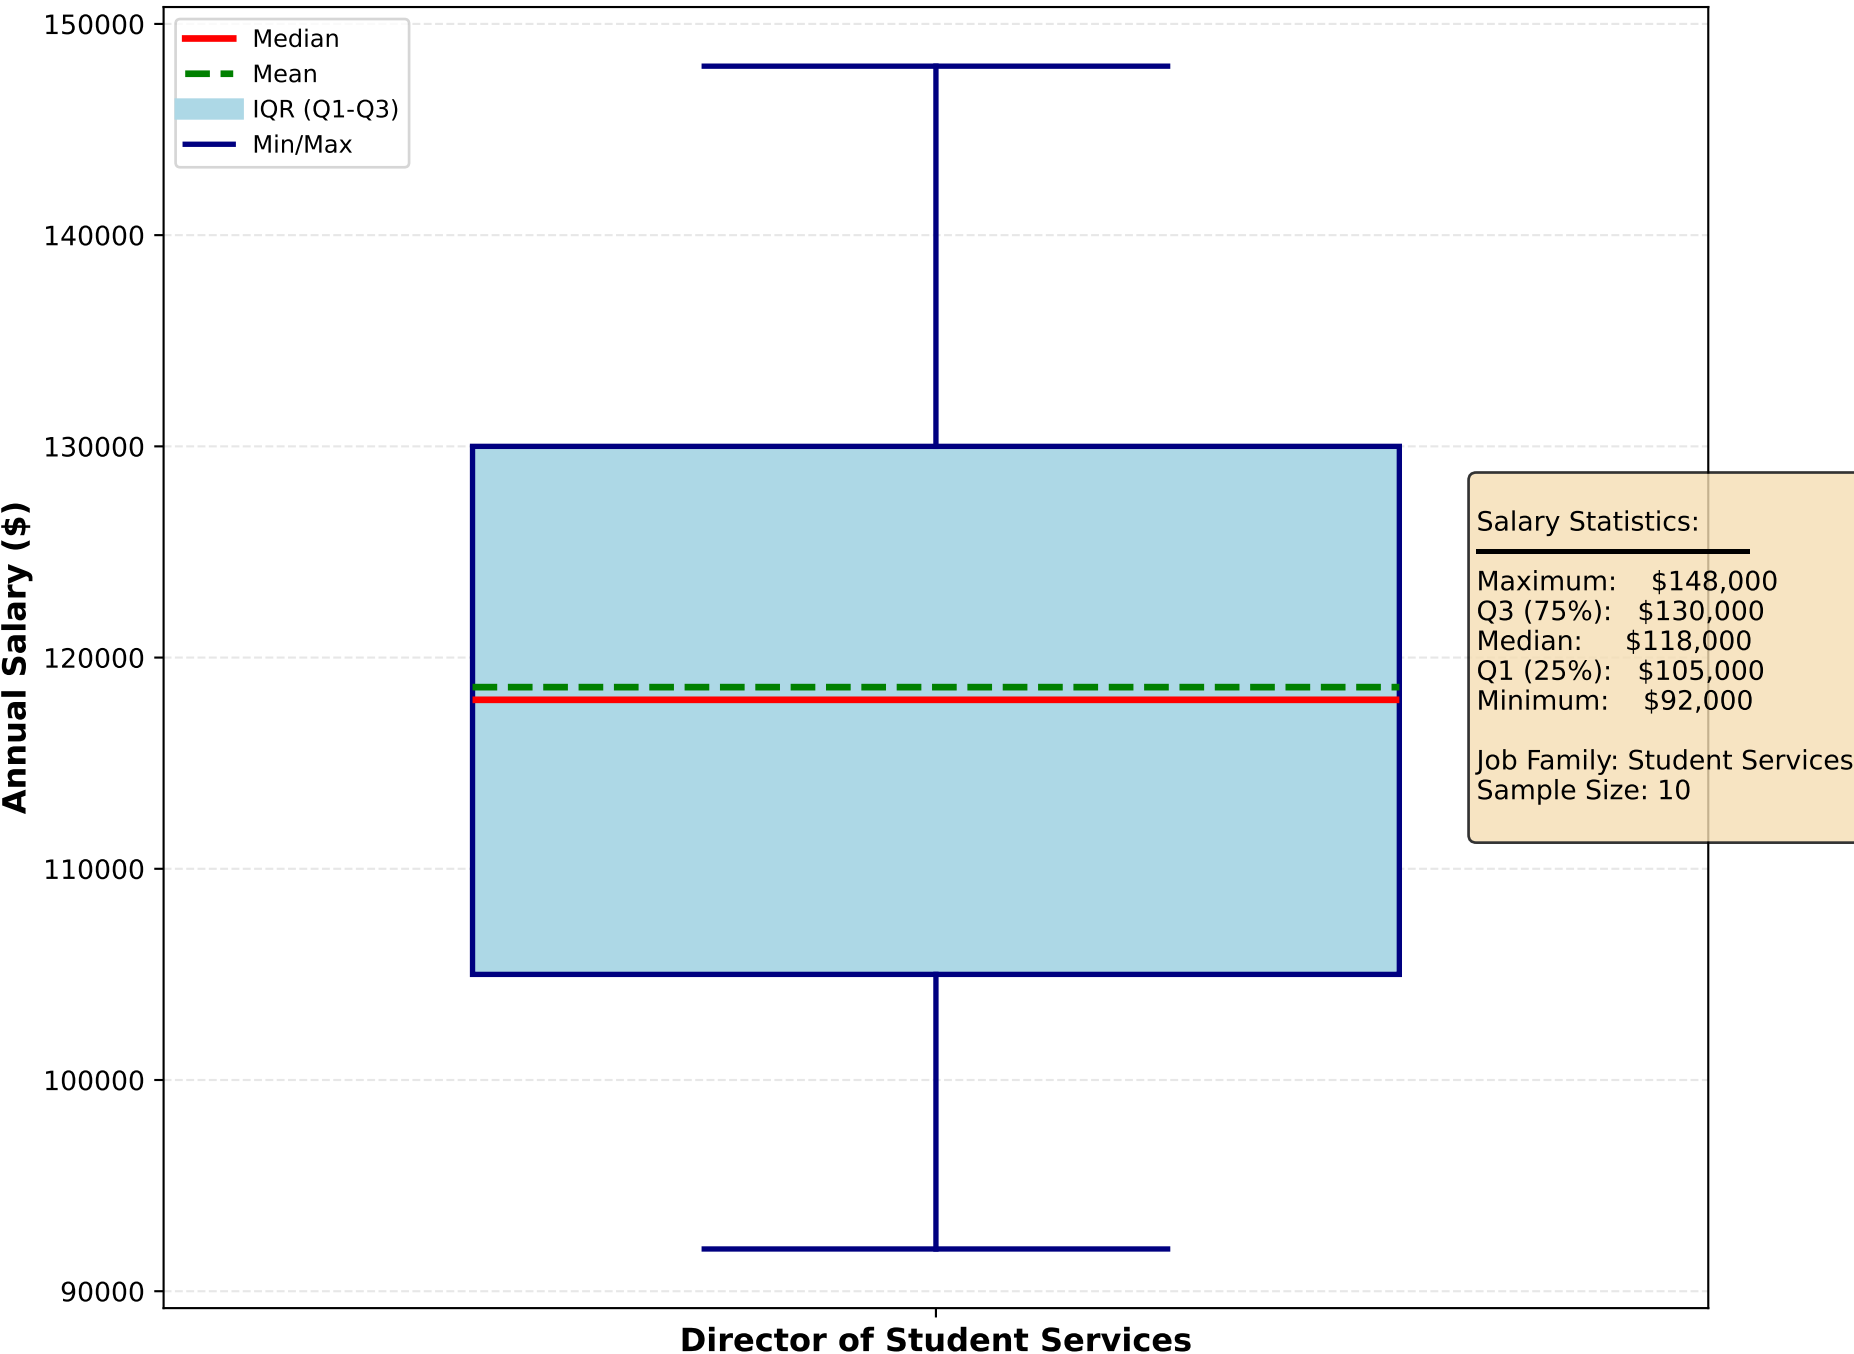 150000
140000
130000
120000
110000
100000
90000
Annual Salary ($)
Director of Student Services
Median
Mean
IQR (Q1-Q3)
Min/Max
Salary Statistics:
Maximum: $148,000
Q3 (75%): $130,000
Median: $118,000
Q1 (25%): $105,000
Minimum: $92,000
Job Family: Student Services
Sample Size: 10